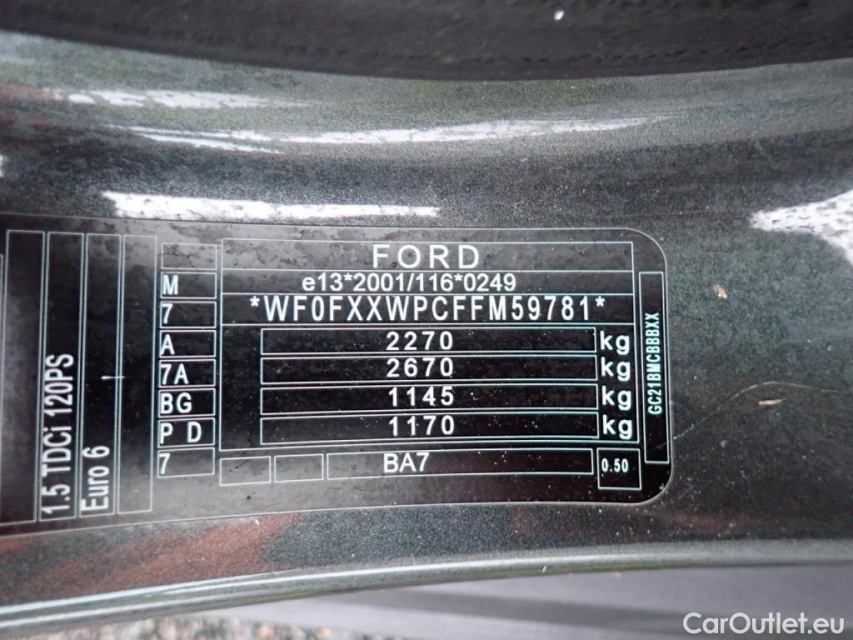 FORD
e13*2001/116*0249
*WF0FXXWPCFFM59781*
2270 kg
2670 kg
1145 kg
1170 kg
BA7
0.50
M
7
A
7A
BG
P D
7
1.5 TDCi 120PS
Euro 6
GC21BMCBBBXX
CarOutlet.eu